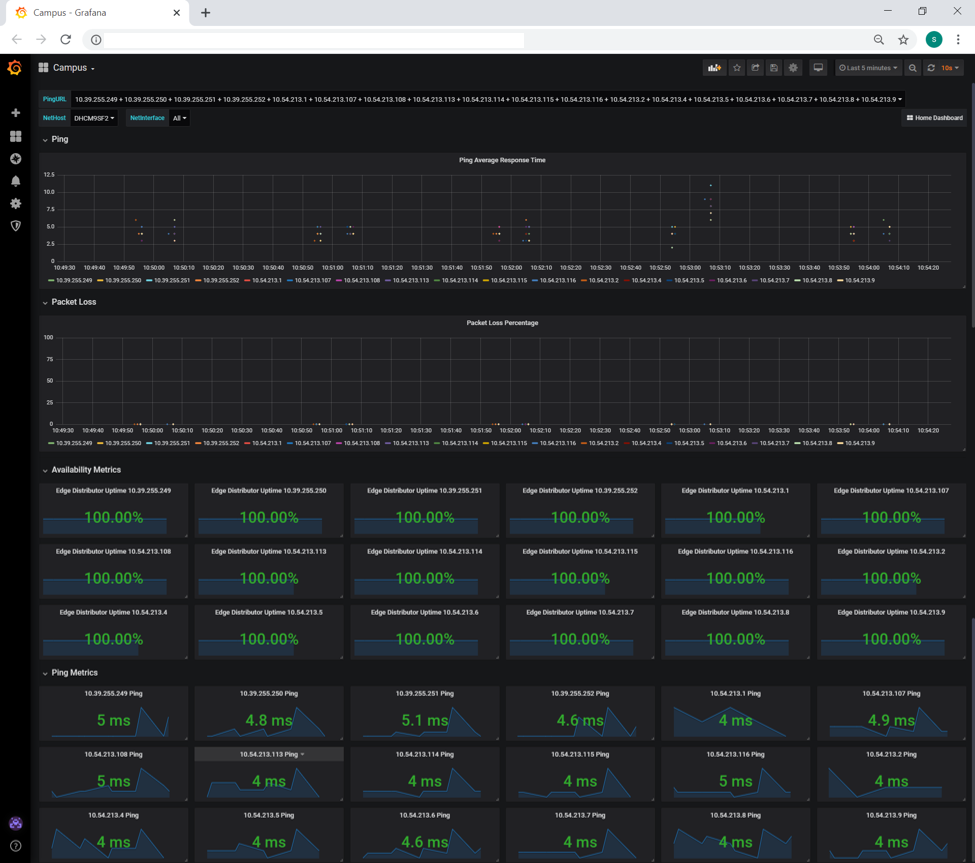 Campus - Grafana
S
Campus
Last 5 minutes
10s
PingURL 10.39.255.249 + 10.39.255.250 + 10.39.255.251 + 10.39.255.252 + 10.54.213.1 + 10.54.213.107 + 10.54.213.108 + 10.54.213.113 + 10.54.213.114 + 10.54.213.115 + 10.54.213.116 + 10.54.213.2 + 10.54.213.4 + 10.54.213.5 + 10.54.213.6 + 10.54.213.7 + 10.54.213.8 + 10.54.213.9
NetHost DHCM9SF2 NetInterface All Home Dashboard
Ping
Ping Average Response Time
12.5
10.0
7.5
5.0
2.5
0
10:49:30 10:49:40 10:49:50 10:50:00 10:50:10 10:50:20 10:50:30 10:50:40 10:50:50 10:51:00 10:51:10 10:51:20 10:51:30 10:51:40 10:51:50 10:52:00 10:52:10 10:52:20 10:52:30 10:52:40 10:52:50 10:53:00 10:53:10 10:53:20 10:53:30 10:53:40 10:53:50 10:54:00 10:54:10 10:54:20
10.39.255.249 10.39.255.250 10.39.255.251 10.39.255.252 10.54.213.1 10.54.213.107 10.54.213.108 10.54.213.113 10.54.213.114 10.54.213.115 10.54.213.116 10.54.213.2 10.54.213.4 10.54.213.5 10.54.213.6 10.54.213.7 10.54.213.8 10.54.213.9
Packet Loss
Packet Loss Percentage
100
75
50
25
0
10:49:30 10:49:40 10:49:50 10:50:00 10:50:10 10:50:20 10:50:30 10:50:40 10:50:50 10:51:00 10:51:10 10:51:20 10:51:30 10:51:40 10:51:50 10:52:00 10:52:10 10:52:20 10:52:30 10:52:40 10:52:50 10:53:00 10:53:10 10:53:20 10:53:30 10:53:40 10:53:50 10:54:00 10:54:10 10:54:20
10.39.255.249 10.39.255.250 10.39.255.251 10.39.255.252 10.54.213.1 10.54.213.107 10.54.213.108 10.54.213.113 10.54.213.114 10.54.213.115 10.54.213.116 10.54.213.2 10.54.213.4 10.54.213.5 10.54.213.6 10.54.213.7 10.54.213.8 10.54.213.9
Availability Metrics
Edge Distributor Uptime 10.39.255.249 Edge Distributor Uptime 10.39.255.250 Edge Distributor Uptime 10.39.255.251 Edge Distributor Uptime 10.39.255.252 Edge Distributor Uptime 10.54.213.1 Edge Distributor Uptime 10.54.213.107
100.00% 100.00% 100.00% 100.00% 100.00% 100.00%
Edge Distributor Uptime 10.54.213.108 Edge Distributor Uptime 10.54.213.113 Edge Distributor Uptime 10.54.213.114 Edge Distributor Uptime 10.54.213.115 Edge Distributor Uptime 10.54.213.116 Edge Distributor Uptime 10.54.213.2
100.00% 100.00% 100.00% 100.00% 100.00% 100.00%
Edge Distributor Uptime 10.54.213.4 Edge Distributor Uptime 10.54.213.5 Edge Distributor Uptime 10.54.213.6 Edge Distributor Uptime 10.54.213.7 Edge Distributor Uptime 10.54.213.8 Edge Distributor Uptime 10.54.213.9
100.00% 100.00% 100.00% 100.00% 100.00% 100.00%
Ping Metrics
10.39.255.249 Ping 10.39.255.250 Ping 10.39.255.251 Ping 10.39.255.252 Ping 10.54.213.1 Ping 10.54.213.107 Ping
5 ms 4.8 ms 5.1 ms 4.6 ms 4 ms 4.9 ms
10.54.213.108 Ping 10.54.213.113 Ping 10.54.213.114 Ping 10.54.213.115 Ping 10.54.213.116 Ping 10.54.213.2 Ping
5 ms 4 ms 4 ms 4 ms 5 ms 4 ms
10.54.213.4 Ping 10.54.213.5 Ping 10.54.213.6 Ping 10.54.213.7 Ping 10.54.213.8 Ping 10.54.213.9 Ping
4 ms 4 ms 4.6 ms 4 ms 4 ms 4 ms